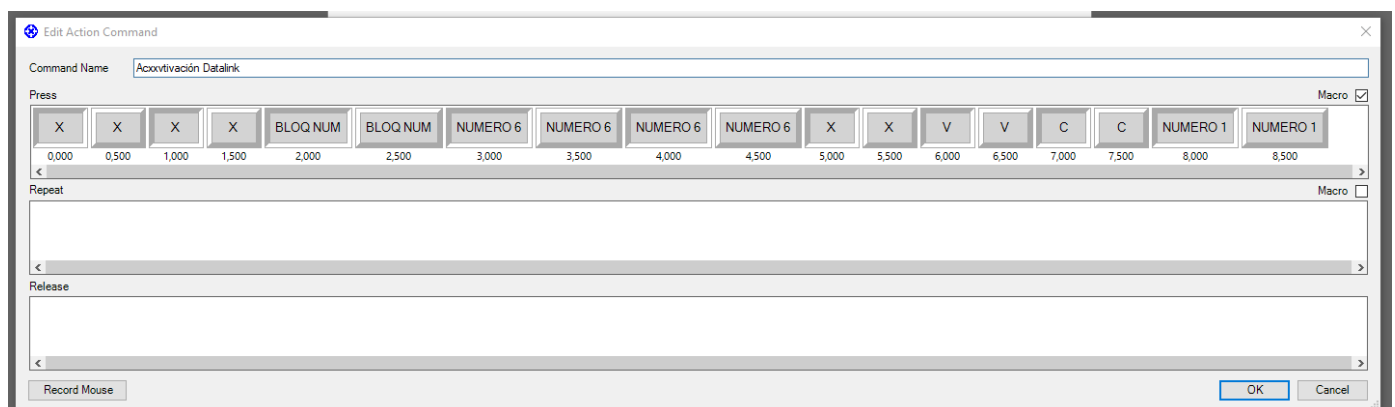 Edit Action Command
Command Name Acxxvtivación Datalink
Press Macro
X X X X BLOQ NUM BLOQ NUM NUMERO 6 NUMERO 6 NUMERO 6 NUMERO 6 X X V V C C NUMERO 1 NUMERO 1
0,000 0,500 1,000 1,500 2,000 2,500 3,000 3,500 4,000 4,500 5,000 5,500 6,000 6,500 7,000 7,500 8,000 8,500
Repeat Macro
Release
Record Mouse OK Cancel